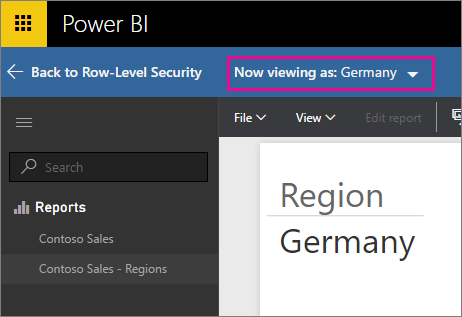 Power BI
Back to Row-Level Security
Now viewing as: Germany
File
View
Edit report
Search
Reports
Contoso Sales
Contoso Sales - Regions
Region
Germany